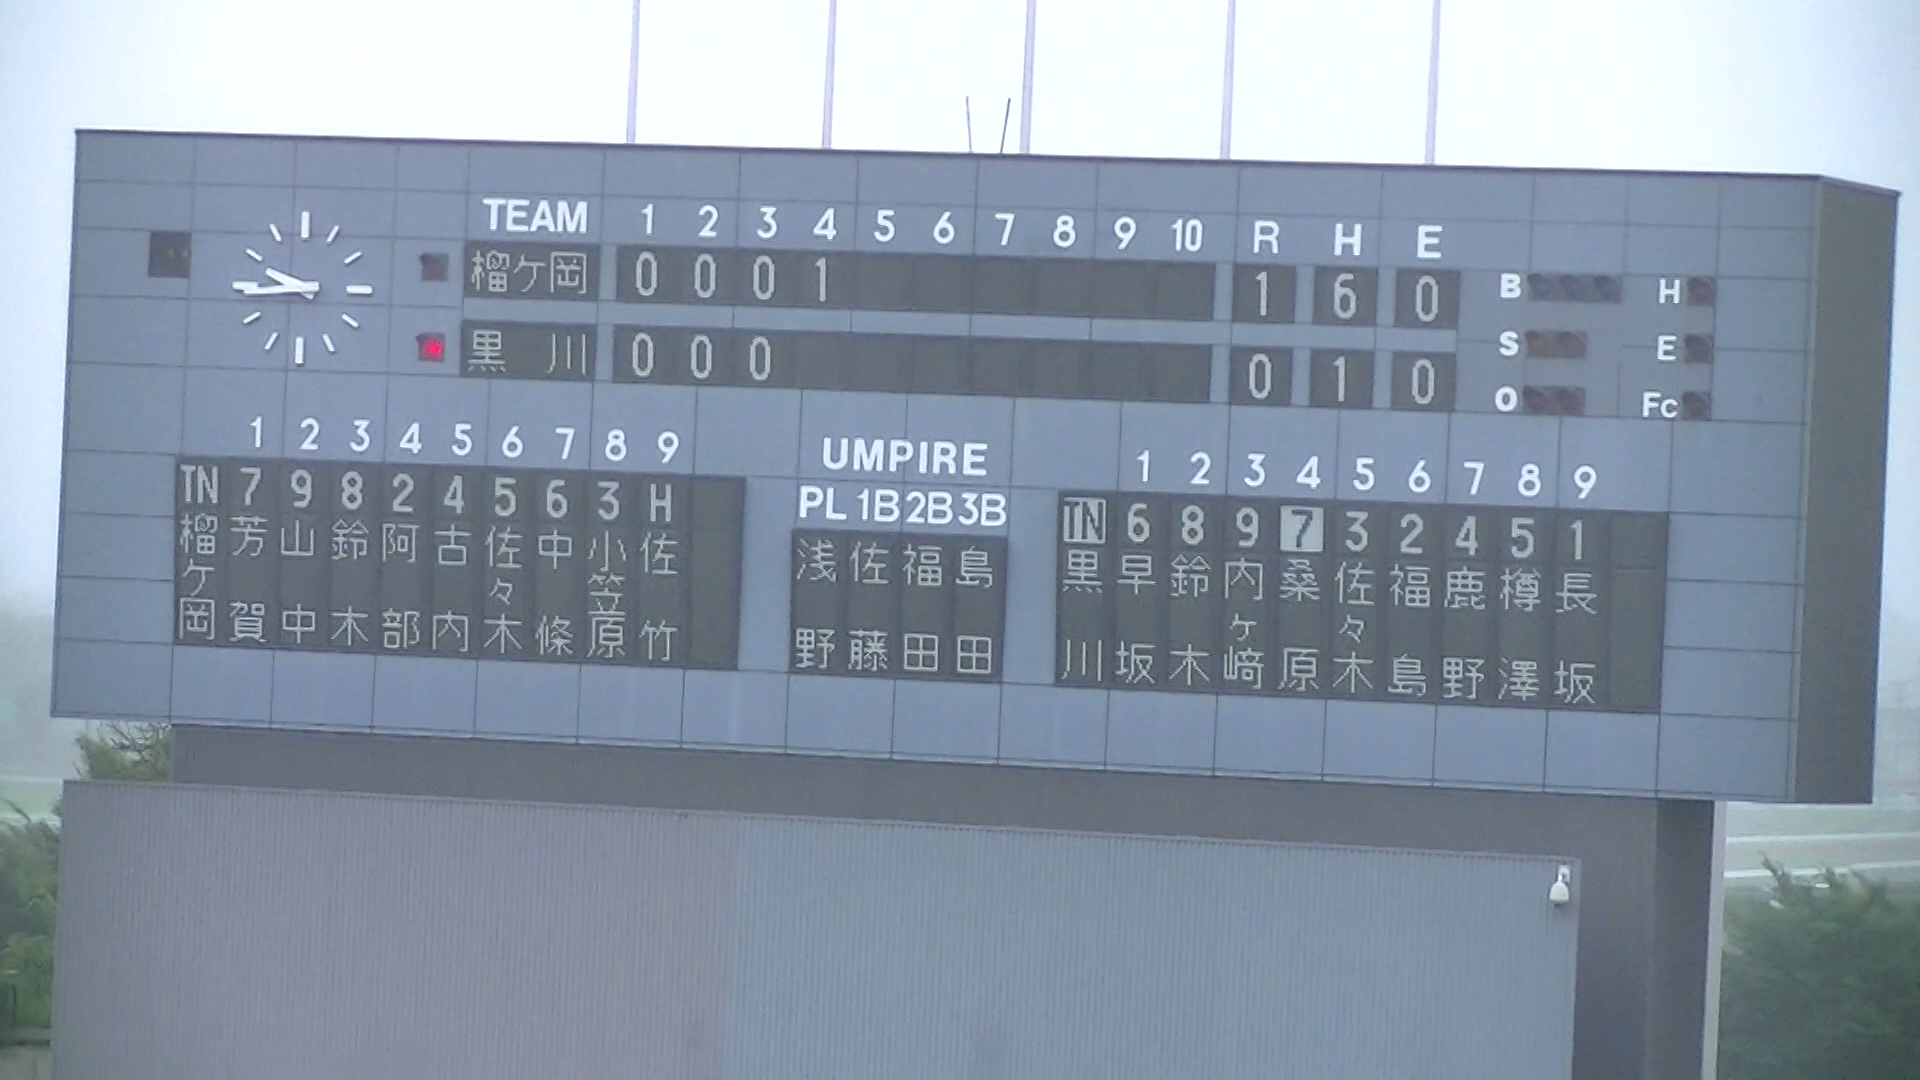 TEAM 1 2 3 4 5 6 7 8 9 10 R H E
榴ケ岡 0 0 0 1 1 6 0
黒川 0 0 0 0 1 0
B H
S E
O Fc
1 2 3 4 5 6 7 8 9
TN 7 9 8 2 4 5 6 3 H
榴ケ岡 芳賀 山中 鈴木 阿部 古内 佐々木 中條 小笠原 佐竹
UMPIRE
PL 1B 2B 3B
浅野 佐藤 福田 島田
1 2 3 4 5 6 7 8 9
TN 6 8 9 7 3 2 4 5 1
黒川 早坂 鈴木 内ヶ﨑 桑原 佐々木 福島 鹿野 樽澤 長坂